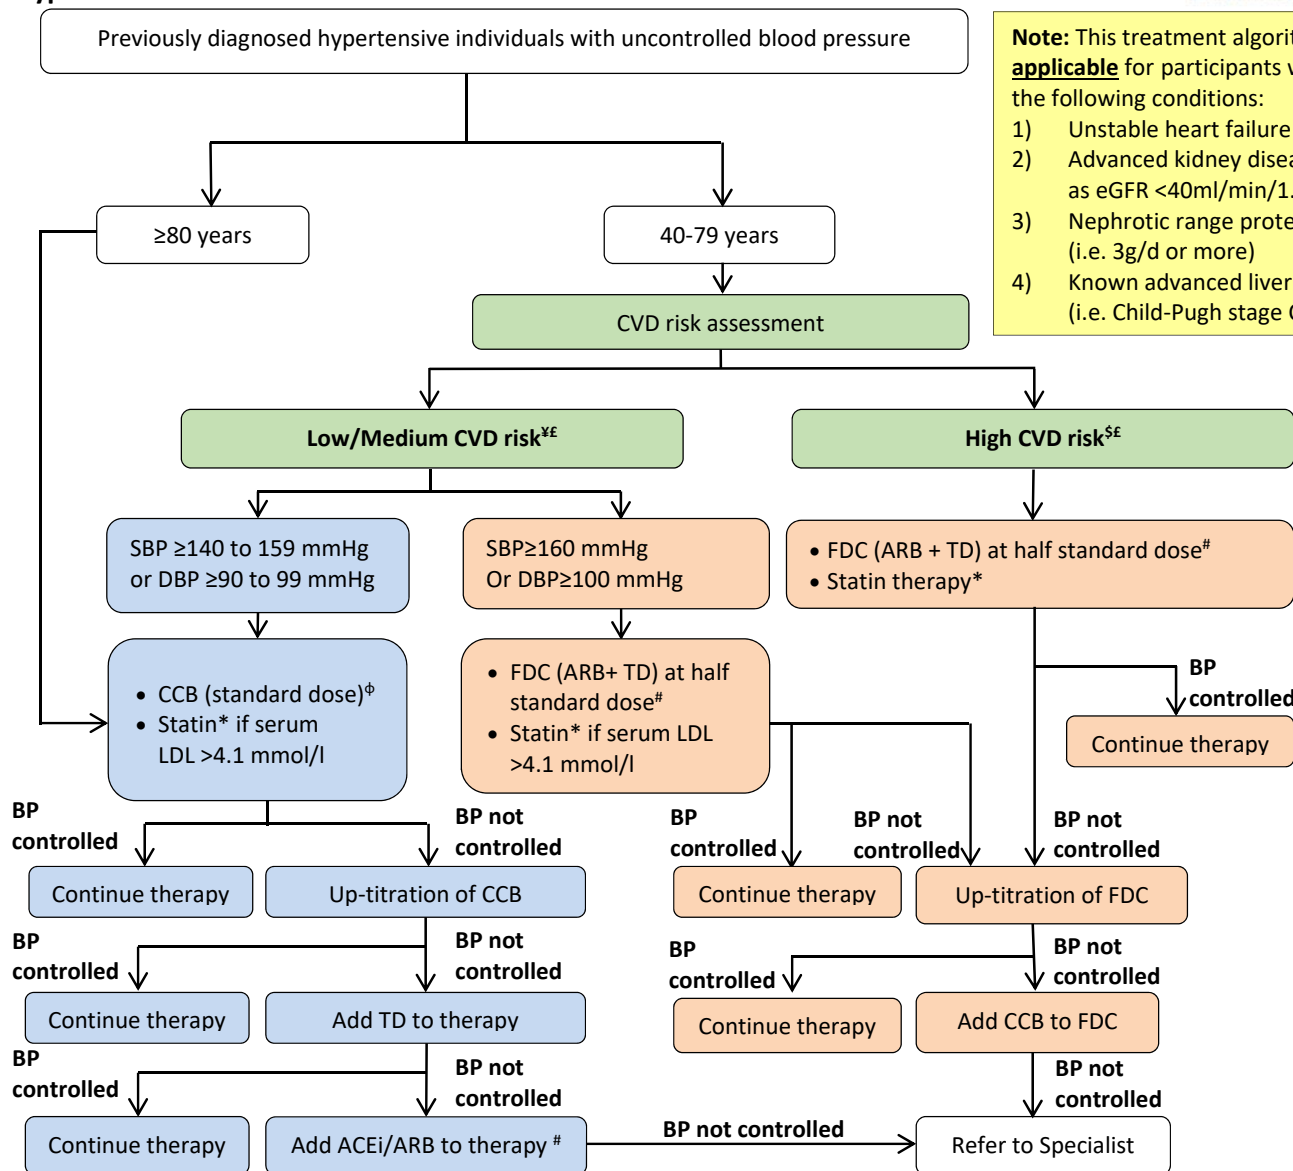 Previously diagnosed hypertensive individuals with uncontrolled blood pressure
Note: This treatment
applicable for participants
the following conditions:
1) Unstable heart failure
2) Advanced kidney
as eGFR <40ml/min/1.
3) Nephrotic range
(i.e. 3g/d or more)
4) Known advanced liver
(i.e. Child-Pugh stage
≥80 years
40-79 years
CVD risk assessment
Low/Medium CVD risk¥£
High CVD risk$£
SBP ≥140 to 159 mmHg
or DBP ≥90 to 99 mmHg
SBP≥160 mmHg
Or DBP≥100 mmHg
• FDC (ARB + TD) at half standard dose#
• Statin therapy*
• CCB (standard dose)ϕ
• Statin* if serum
LDL >4.1 mmol/l
• FDC (ARB+ TD) at half
standard dose#
• Statin* if serum LDL
>4.1 mmol/l
BP
controlled
Continue therapy
BP
controlled
BP not
controlled
BP
controlled
BP not
controlled
BP not
controlled
Continue therapy
Up-titration of CCB
Continue therapy
Up-titration of FDC
BP
controlled
BP not
controlled
BP
controlled
BP not
controlled
Continue therapy
Add TD to therapy
Continue therapy
Add CCB to FDC
BP
controlled
BP not
controlled
BP not
controlled
Continue therapy
Add ACEi/ARB to therapy #
BP not controlled
Refer to Specialist